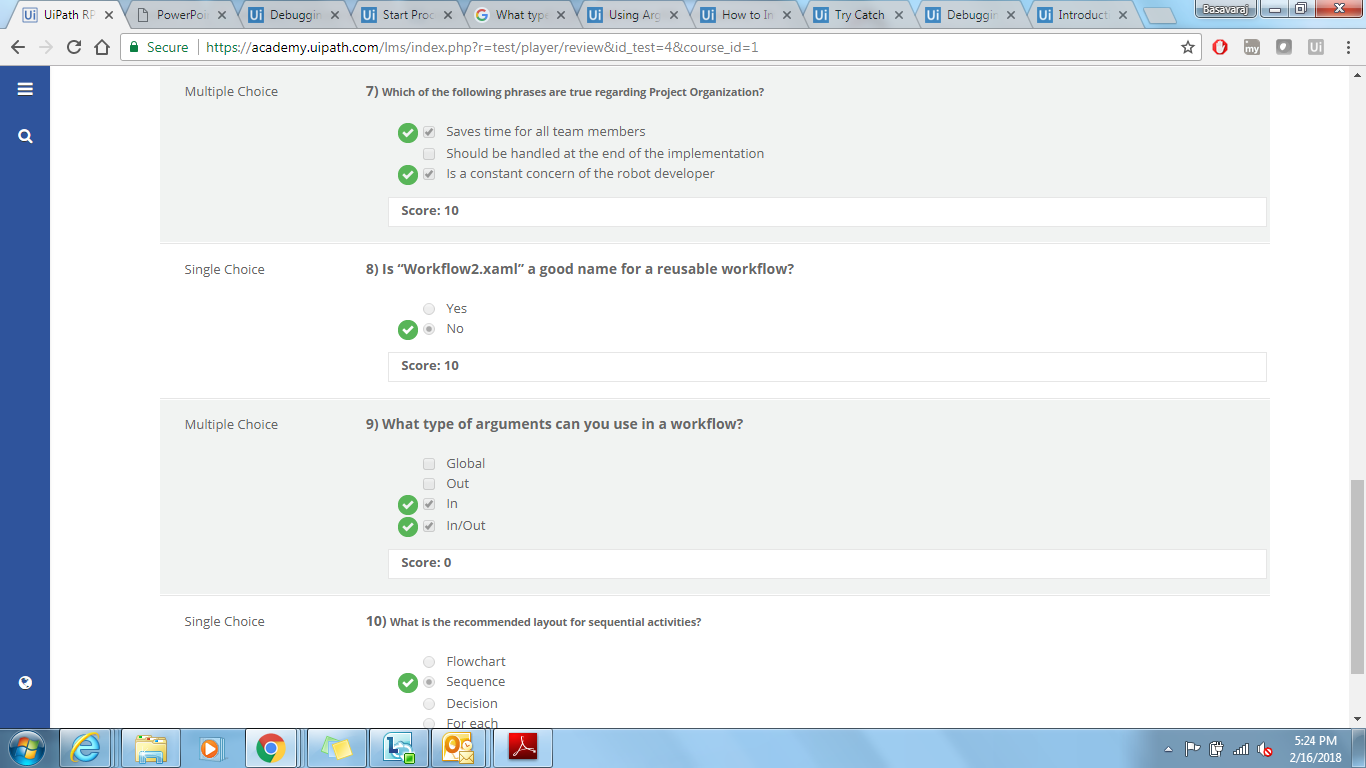 UiPath RP
PowerPoi
Debuggin
Start Proc
What type
Using Arg
How to In
Try Catch
Debuggin
Introducti
Basavaraj
Secure
https://academy.uipath.com/lms/index.php?r=test/player/review&id_test=4&course_id=1
Multiple Choice
7) Which of the following phrases are true regarding Project Organization?
Saves time for all team members
Should be handled at the end of the implementation
Is a constant concern of the robot developer
Score: 10
Single Choice
8) Is “Workflow2.xaml” a good name for a reusable workflow?
Yes
No
Score: 10
Multiple Choice
9) What type of arguments can you use in a workflow?
Global
Out
In
In/Out
Score: 0
Single Choice
10) What is the recommended layout for sequential activities?
Flowchart
Sequence
Decision
For each
5:24 PM
2/16/2018